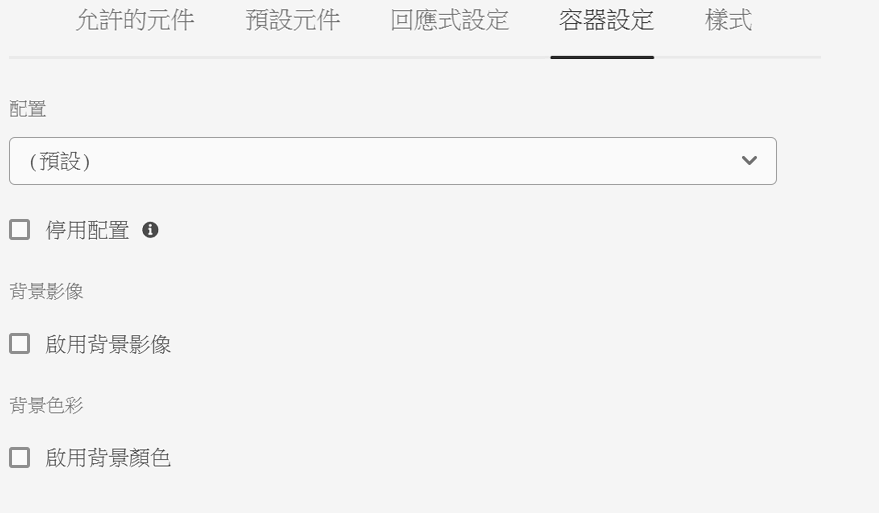 允許的元件 預設元件 回應式設定 容器設定 樣式
配置
(預設)
停用配置
背景影像
啟用背景影像
背景色彩
啟用背景顏色